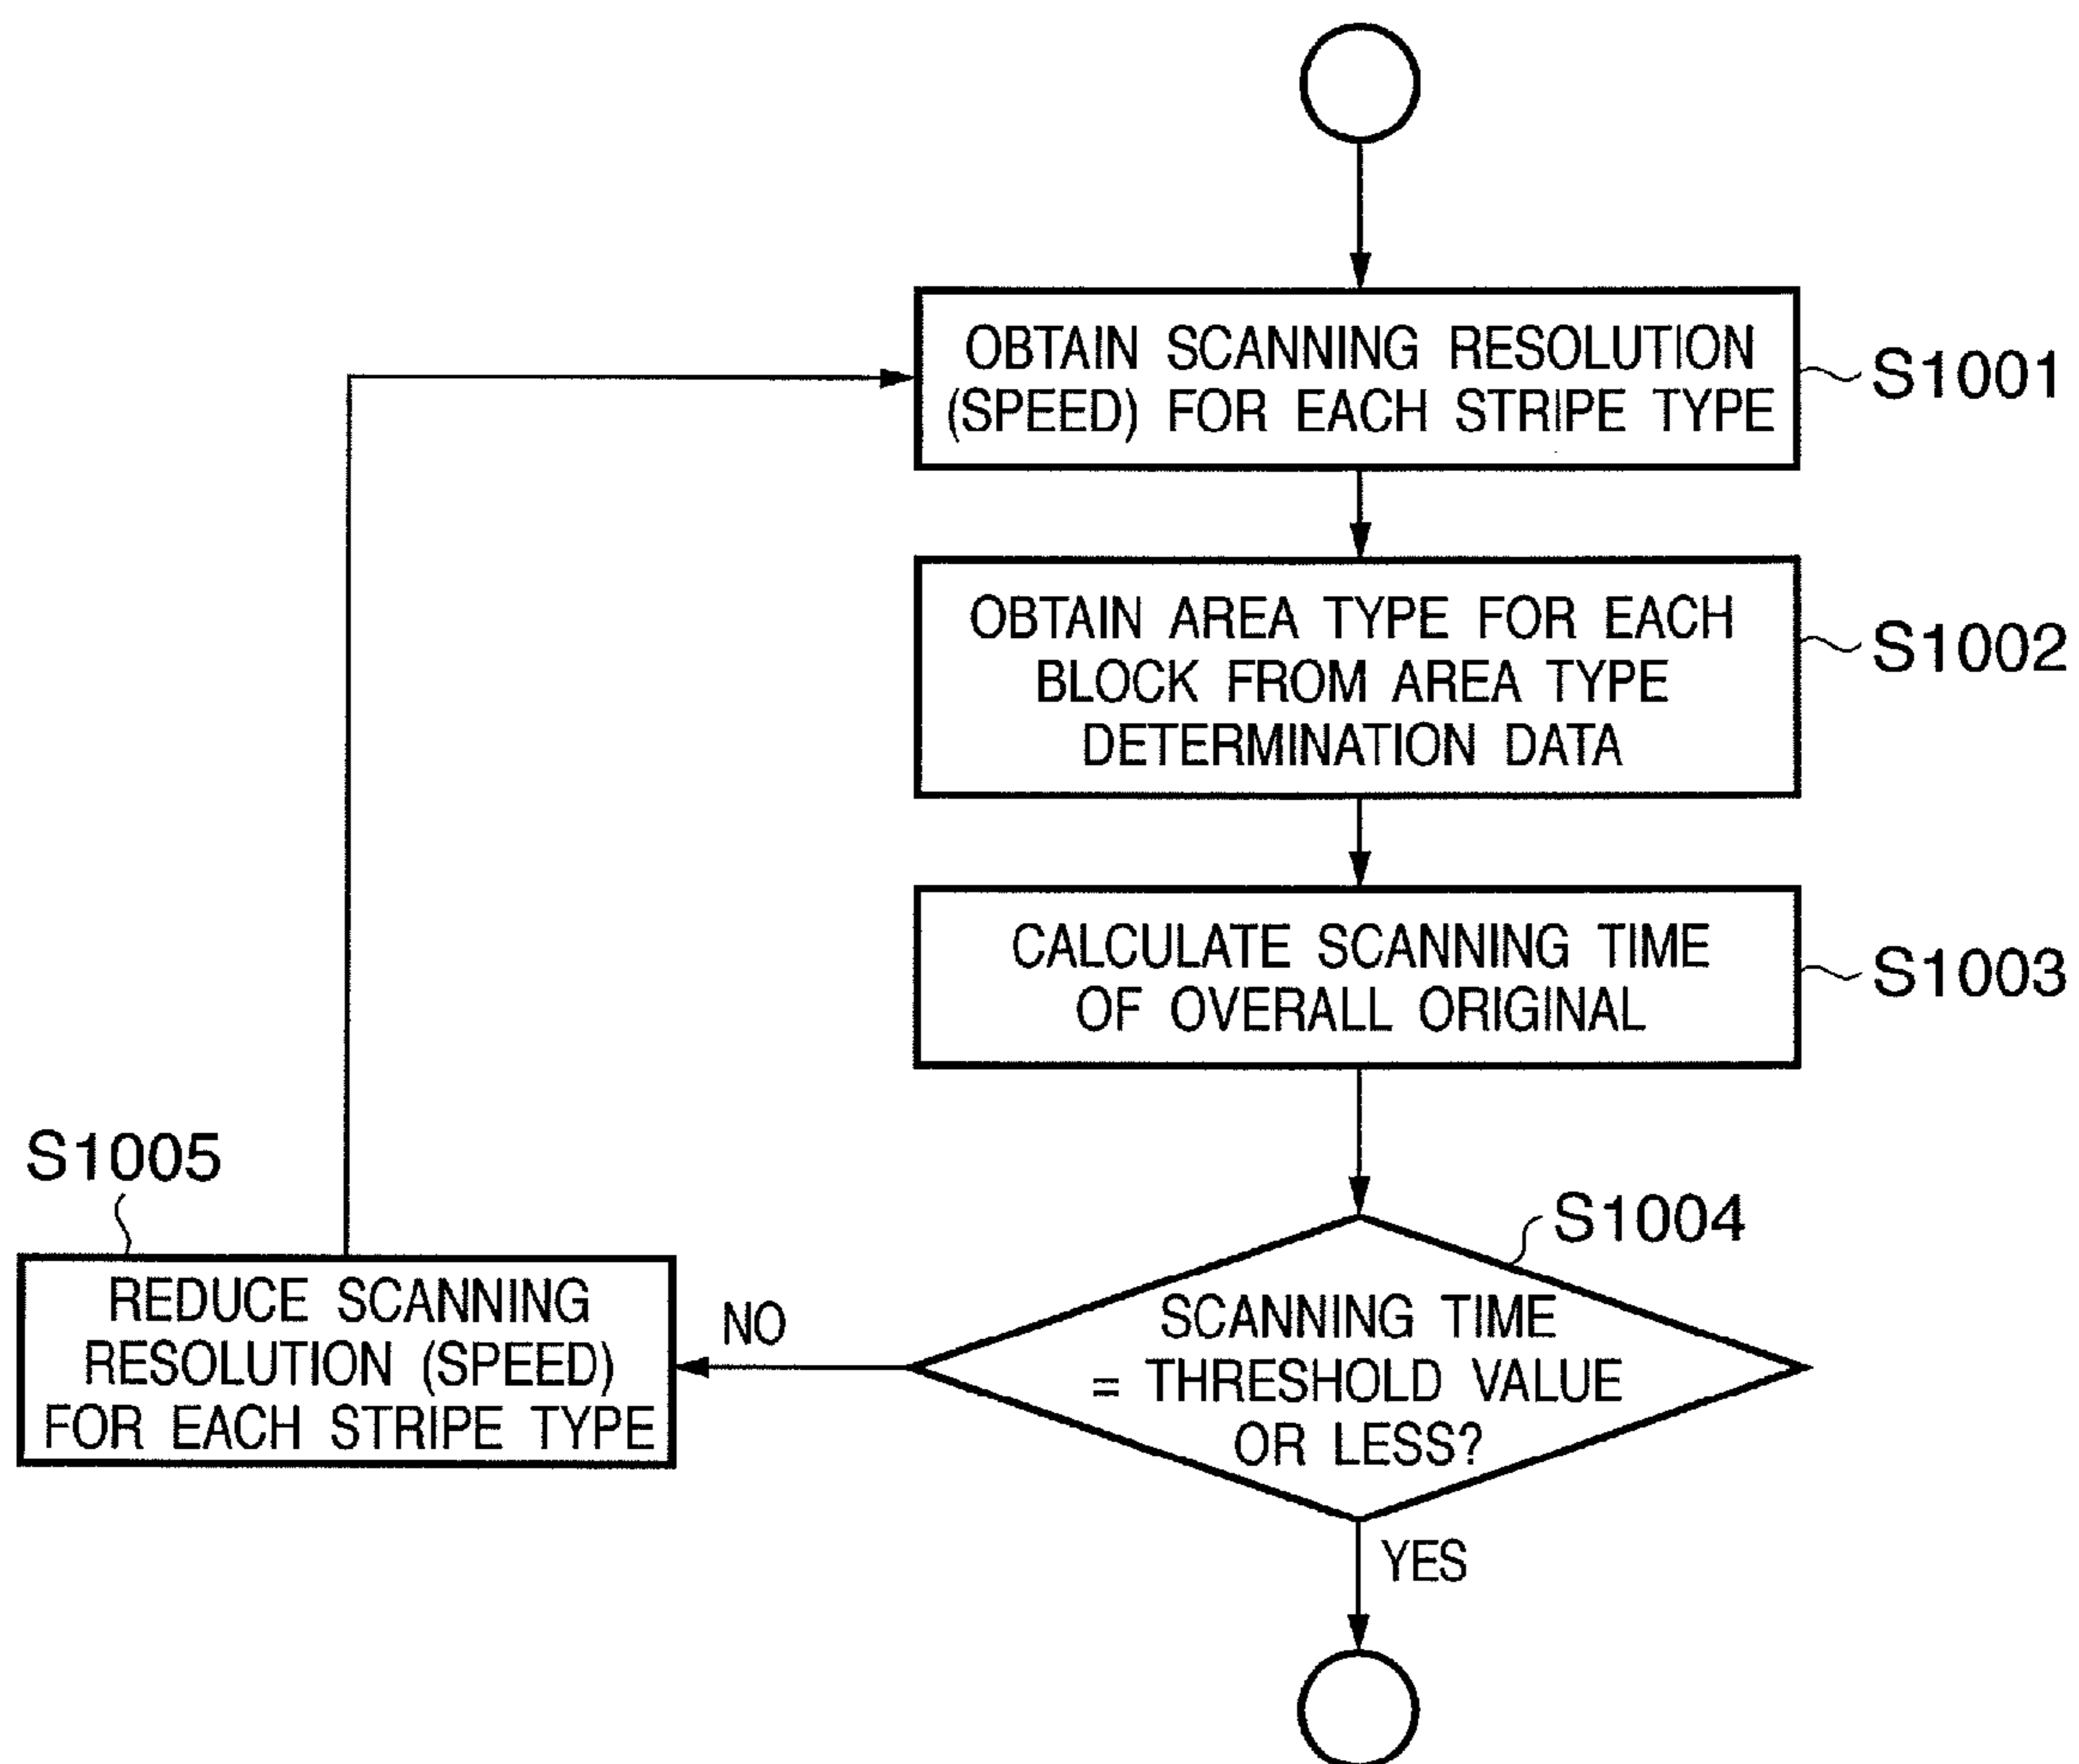 OBTAIN SCANNING RESOLUTION
(SPEED) FOR EACH STRIPE TYPE
S1001
OBTAIN AREA TYPE FOR EACH
BLOCK FROM AREA TYPE
DETERMINATION DATA
S1002
CALCULATE SCANNING TIME
OF OVERALL ORIGINAL
S1003
S1004
SCANNING TIME
= THRESHOLD VALUE
OR LESS?
NO
YES
S1005
REDUCE SCANNING
RESOLUTION (SPEED)
FOR EACH STRIPE TYPE